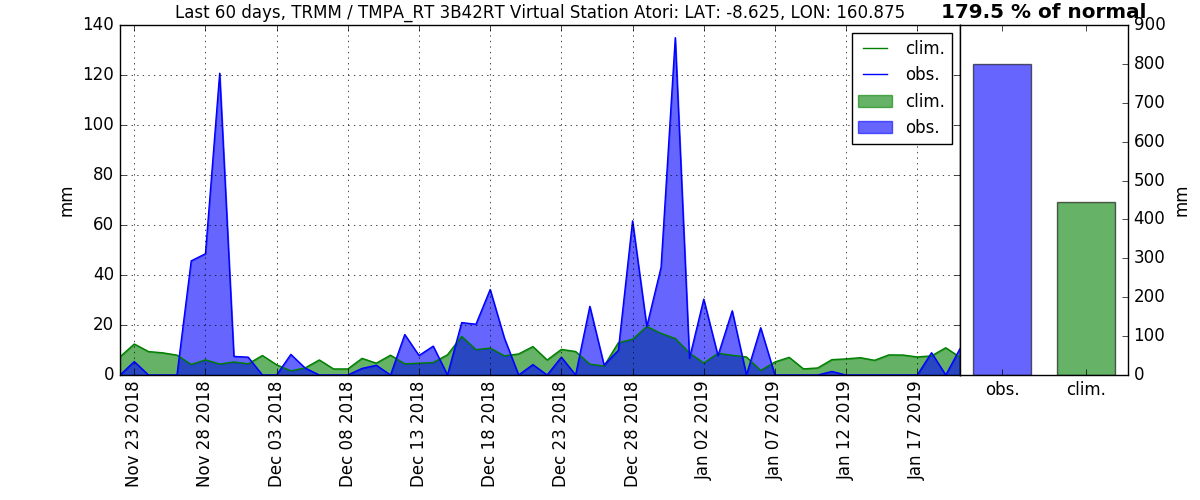 Last 60 days, TRMM / TMPA_RT 3B42RT Virtual Station Atori: LAT: -8.625, LON: 160.875
179.5 % of normal
140
120
100
80
60
40
20
0
mm
clim.
obs.
clim.
obs.
Nov 23 2018
Nov 28 2018
Dec 03 2018
Dec 08 2018
Dec 13 2018
Dec 18 2018
Dec 23 2018
Dec 28 2018
Jan 02 2019
Jan 07 2019
Jan 12 2019
Jan 17 2019
900
800
700
600
500
400
300
200
100
0
mm
obs.
clim.